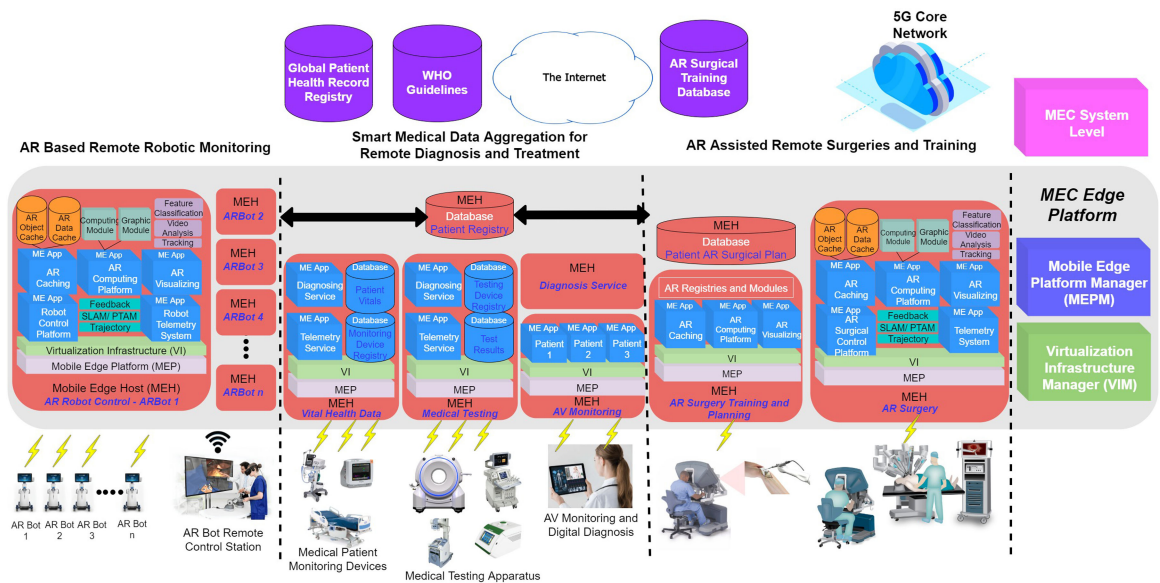 5G Core
Network
Global Patient
Health Record
Registry
WHO
Guidelines
The Internet
AR Surgical
Training
Database
MEC System
Level
AR Based Remote Robotic Monitoring
Smart Medical Data Aggregation for
Remote Diagnosis and Treatment
AR Assisted Remote Surgeries and Training
MEC Edge
Platform
Mobile Edge
Platform Manager
(MEPM)
Virtualization
Infrastructure
Manager (VIM)
AR
Object
Cache
AR
Data
Cache
Computing
Module
Graphic
Module
Feature
Classification
Video
Analysis
Tracking
ME App
AR
Caching
ME App
AR
Computing
Platform
ME App
AR
Visualizing
Robot
Control
Platform
Feedback
SLAM/ PTAM
Trajectory
Robot
Telemetry
System
Virtualization Infrastructure (VI)
Mobile Edge Platform (MEP)
Mobile Edge Host (MEH)
AR Robot Control - ARBot 1
MEH
ARBot 2
MEH
ARBot 3
MEH
ARBot 4
MEH
ARBot n
MEH
Database
Patient Registry
ME App
Diagnosing
Service
Database
Patient
Vitals
ME App
Telemetry
Service
Database
Monitoring
Device
Registry
VI
MEP
MEH
Vital Health Data
ME App
Diagnosing
Service
Database
Testing
Device
Registry
ME App
Telemetry
Service
Database
Test
Results
VI
MEP
MEH
Medical Testing
MEH
Diagnosis Service
ME App
Patient
1
ME App
Patient
2
ME App
Patient
3
VI
MEP
MEH
AV Monitoring
MEH
Database
Patient AR Surgical Plan
AR Registries and Modules
ME App
AR
Caching
ME App
AR
Computing
Platform
ME App
AR
Visualizing
VI
MEP
MEH
AR Surgery Training and
Planning
AR
Object
Cache
AR
Data
Cache
Computing
Module
Graphic
Module
Feature
Classification
Video
Analysis
Tracking
ME App
AR
Caching
ME App
AR
Computing
Platform
ME App
AR
Visualizing
ME App
AR Surgical
Control
Platform
Feedback
SLAM/ PTAM
Trajectory
ME App
Telemetry
System
VI
MEP
MEH
AR Surgery
AR Bot
1
AR Bot
2
AR Bot
3
AR Bot
n
AR Bot Remote
Control Station
Medical Patient
Monitoring Devices
Medical Testing Apparatus
AV Monitoring and
Digital Diagnosis
5G